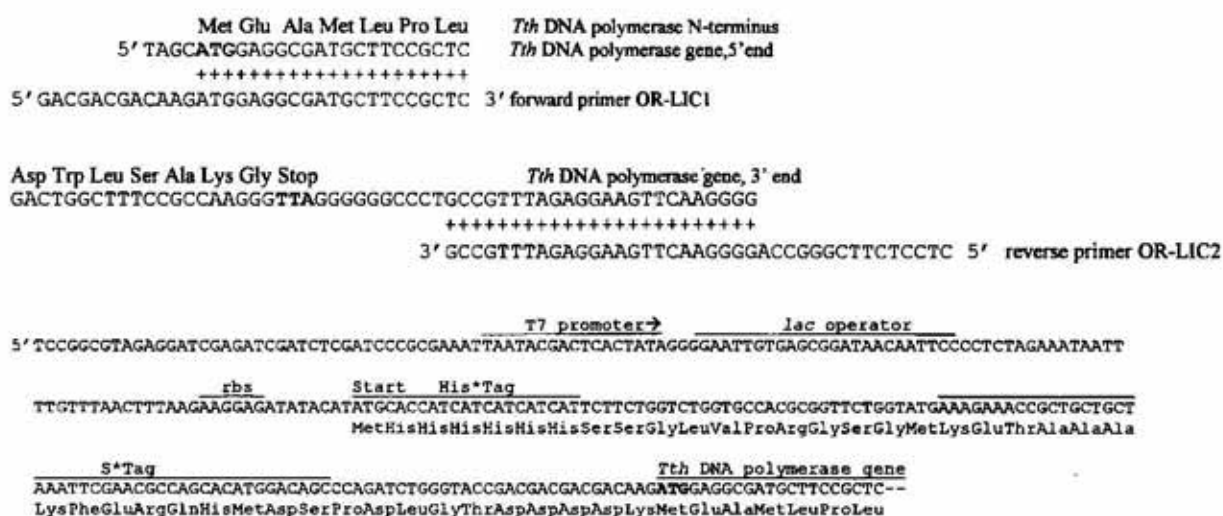 Met Glu Ala Met Leu Pro Leu Tth DNA polymerase N-terminus
5'TAGCATGGAGGCGATGCTTCCGCTC Tth DNA polymerase gene,5'end
+++++++++++++++++++++
5'GACGACGACAAGATGGAGGCGATGCTTCCGCTC 3' forward primer OR-LIC1
Asp Trp Leu Ser Ala Lys Gly Stop Tth DNA polymerase gene, 3' end
GACTGGCTTTCCGCCAAGGGTTAGGGGGGCCCTGCCGTTTAGAGGAAGTTCAAGGGG
++++++++++++++++++++++++
3'GCCGTTTAGAGGAAGTTCAAGGGGACCGGGCTTCTCCTC 5' reverse primer OR-LIC2
T7 promoter→ lac operator
5'TCCGGCGTAGAGGATCGAGATCGATCTCGATCCCGCGAAATTAATACGACTCACTATAGGGGAATTGTGAGCGGATAACAATTCCCCTCTAGAAATAATT
rbs Start His*Tag
TTGTTTAACTTTAAGAAGGAGATATACATATGCACCATCATCATCATCATTCTTCTGGTCTGGTGCCACGCGGTTCTGGTATGAAAGAAACCGCTGCTGCT
MetHisHisHisHisHisHisSerSerGlyLeuValProArgGlySerGlyMetLysGluThrAlaAlaAla
S*Tag Tth DNA polymerase gene
AAATTCGAACGCCAGCACATGGACAGCCCAGATCTGGGTACCGACGACGACGACAAGATGGAGGCGATGCTTCCGCTC--
LysPheGluArgGlnHisMetAspSerProAspLeuGlyThrAspAspAspAspLysMetGluAlaMetLeuProLeu